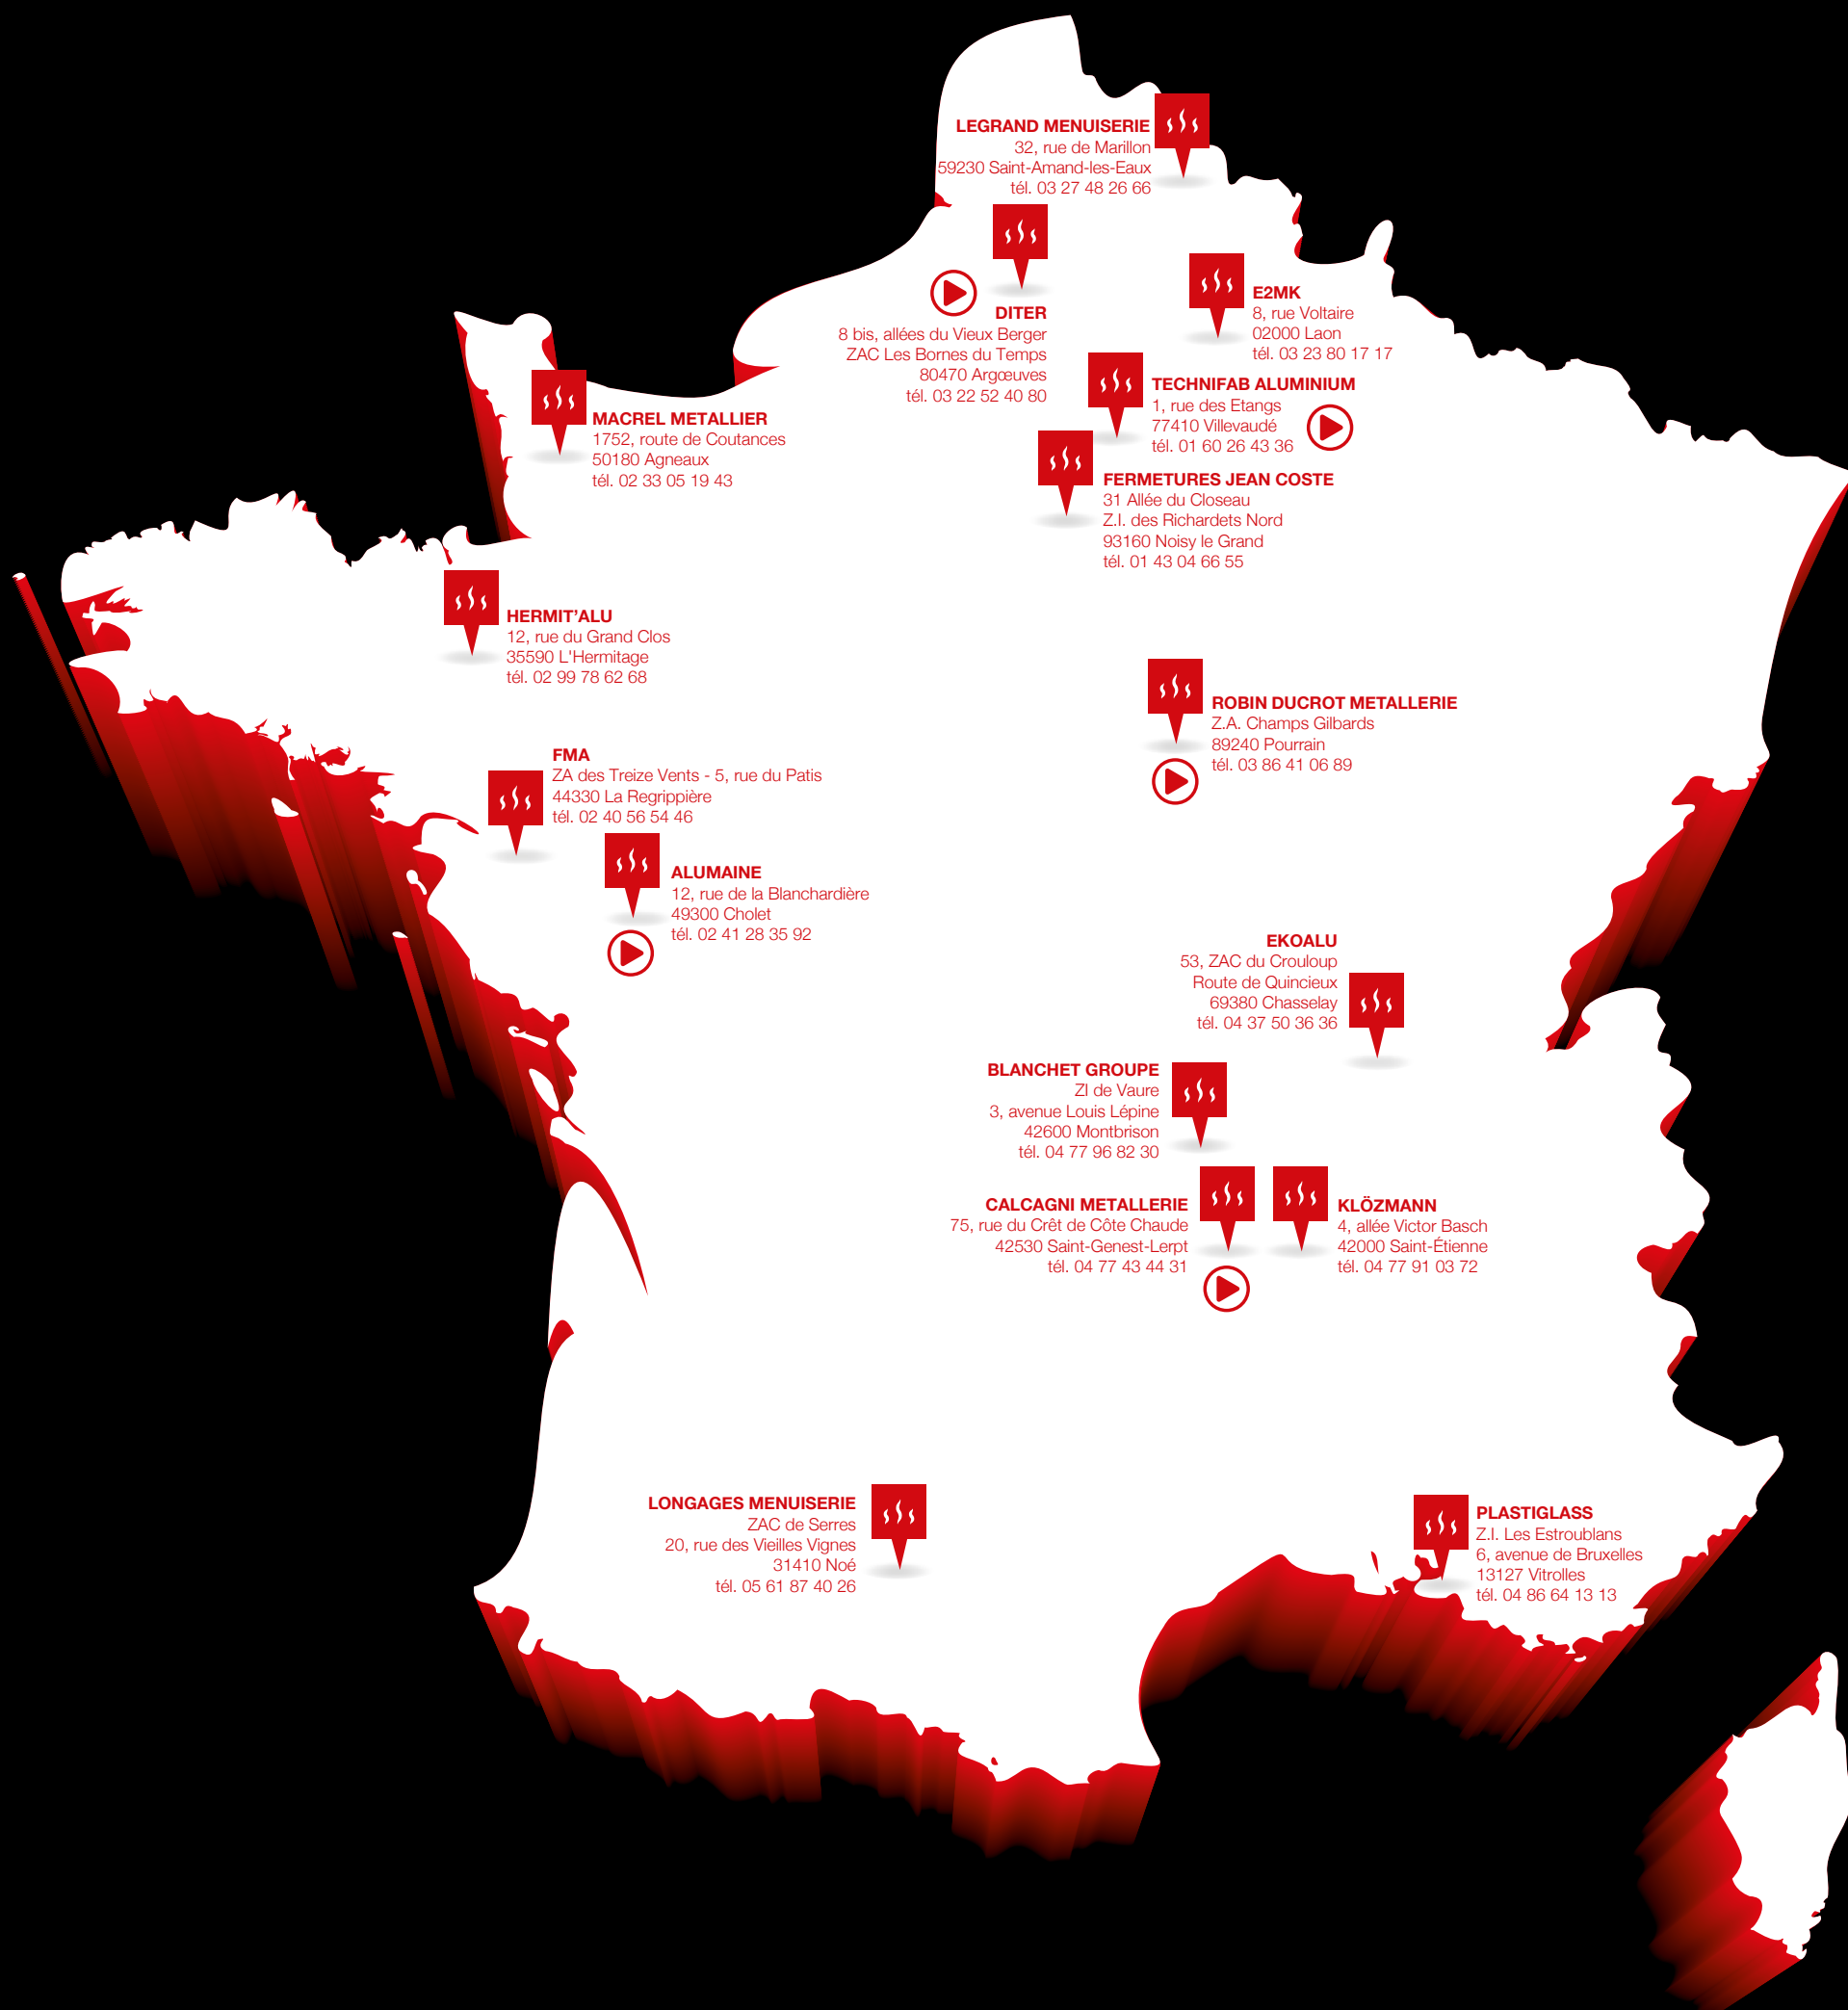 LEGRAND MENUISERIE
32, rue de Marillon
59230 Saint-Amand-les-Eaux
tél. 03 27 48 26 66
DITER
8 bis, allées du Vieux Berger
ZAC Les Bornes du Temps
80470 Argœuves
tél. 03 22 52 40 80
E2MK
8, rue Voltaire
02000 Laon
tél. 03 23 80 17 17
TECHNIFAB ALUMINIUM
1, rue des Etangs
77410 Villevaudé
tél. 01 60 26 43 36
MACREL METALLIER
1752, route de Coutances
50180 Agneaux
tél. 02 33 05 19 43
FERMETURES JEAN COSTE
31 Allée du Closeau
Z.I. des Richardets Nord
93160 Noisy le Grand
tél. 01 43 04 66 55
HERMIT'ALU
12, rue du Grand Clos
35590 L'Hermitage
tél. 02 99 78 62 68
ROBIN DUCROT METALLERIE
Z.A. Champs Gilbards
89240 Pourrain
tél. 03 86 41 06 89
FMA
ZA des Treize Vents - 5, rue du Patis
44330 La Regrippière
tél. 02 40 56 54 46
ALUMAINE
12, rue de la Blanchardière
49300 Cholet
tél. 02 41 28 35 92
EKOALU
53, ZAC du Crouloup
Route de Quincieux
69380 Chasselay
tél. 04 37 50 36 36
BLANCHET GROUPE
ZI de Vaure
3, avenue Louis Lépine
42600 Montbrison
tél. 04 77 96 82 30
CALCAGNI METALLERIE
75, rue du Crêt de Côte Chaude
42530 Saint-Genest-Lerpt
tél. 04 77 43 44 31
KLÖZMANN
4, allée Victor Basch
42000 Saint-Étienne
tél. 04 77 91 03 72
LONGAGES MENUISERIE
ZAC de Serres
20, rue des Vieilles Vignes
31410 Noé
tél. 05 61 87 40 26
PLASTIGLASS
Z.I. Les Estroublans
6, avenue de Bruxelles
13127 Vitrolles
tél. 04 86 64 13 13